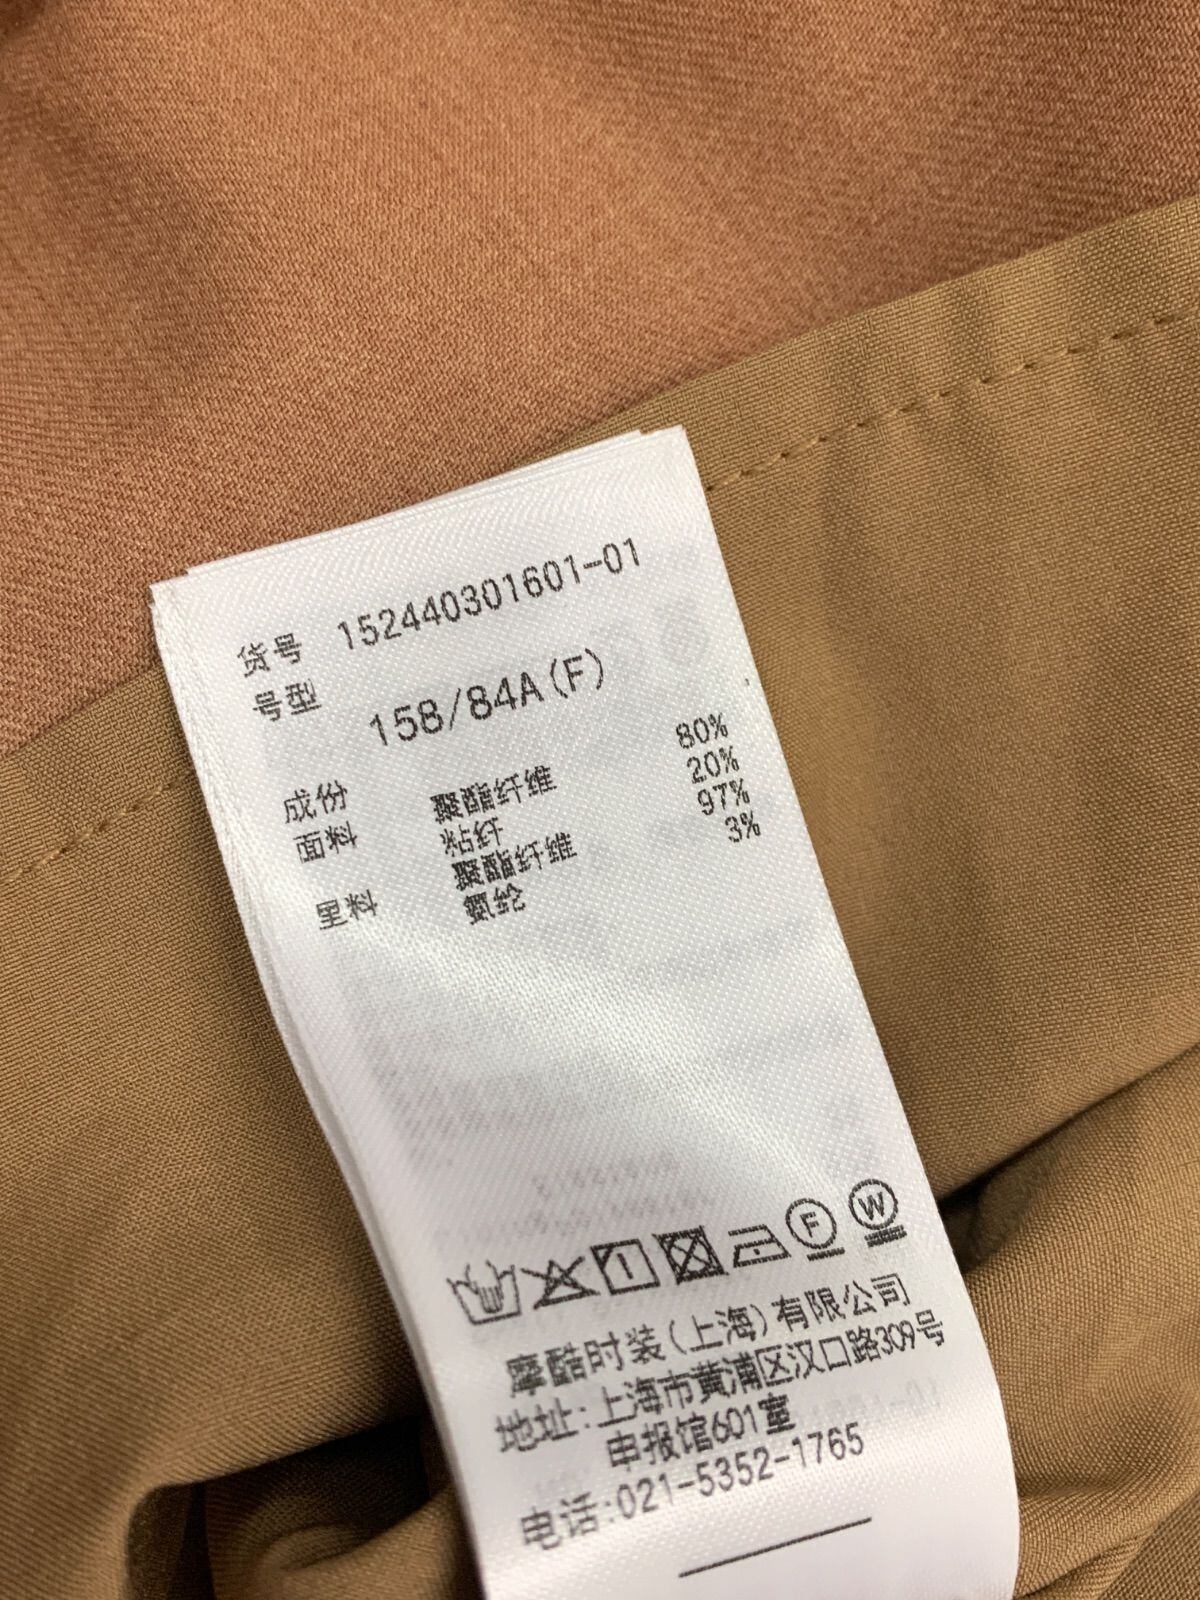 货号 152440301601-01
号型 158/84A(F)
成份
面料 聚酯纤维 80%
粘纤 20%
里料 聚酯纤维 97%
氨纶 3%
F W
摩酷时装(上海)有限公司
地址:上海市黄浦区汉口路309号
申报馆601室
电话:021-5352-1765